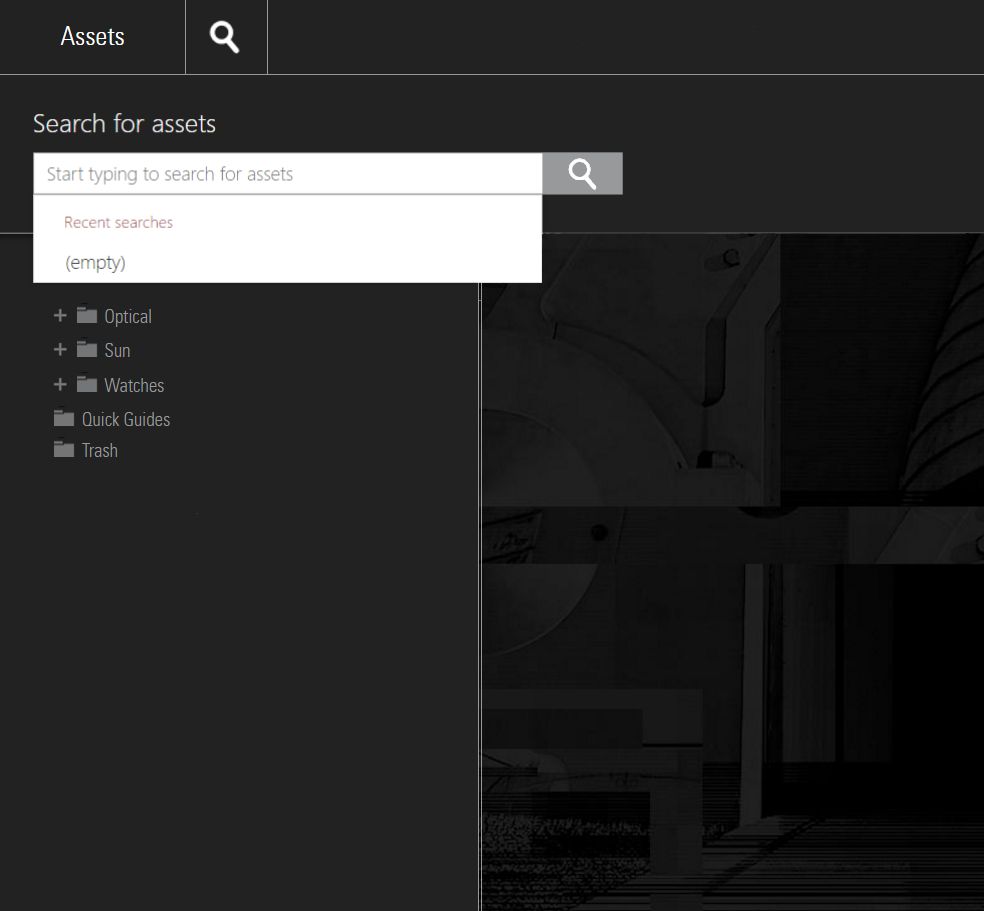 Assets
Search for assets
Start typing to search for assets
Recent searches
(empty)
Optical
Sun
Watches
Quick Guides
Trash